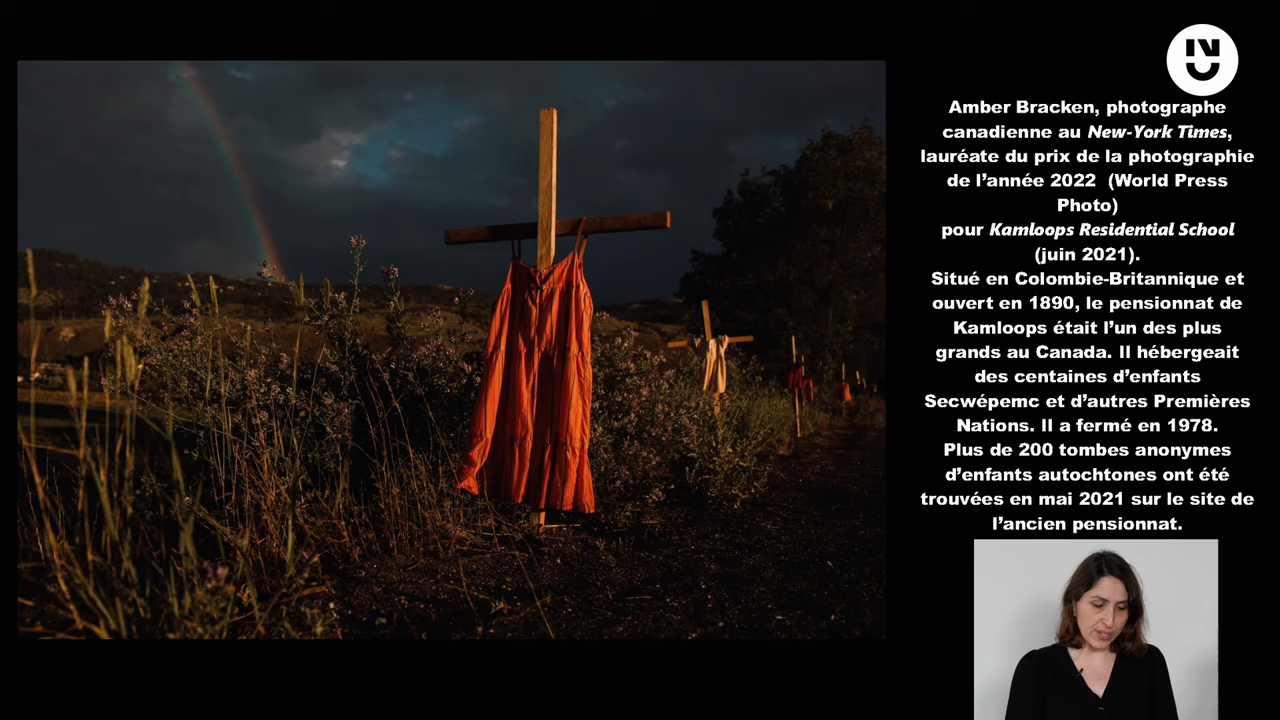 Amber Bracken, photographe
canadienne au New-York Times,
lauréate du prix de la photographie
de l’année 2022 (World Press
Photo)
pour Kamloops Residential School
(juin 2021).
Situé en Colombie-Britannique et
ouvert en 1890, le pensionnat de
Kamloops était l’un des plus
grands au Canada. Il hébergeait
des centaines d’enfants
Secwépemc et d’autres Premières
Nations. Il a fermé en 1978.
Plus de 200 tombes anonymes
d’enfants autochtones ont été
trouvées en mai 2021 sur le site de
l’ancien pensionnat.